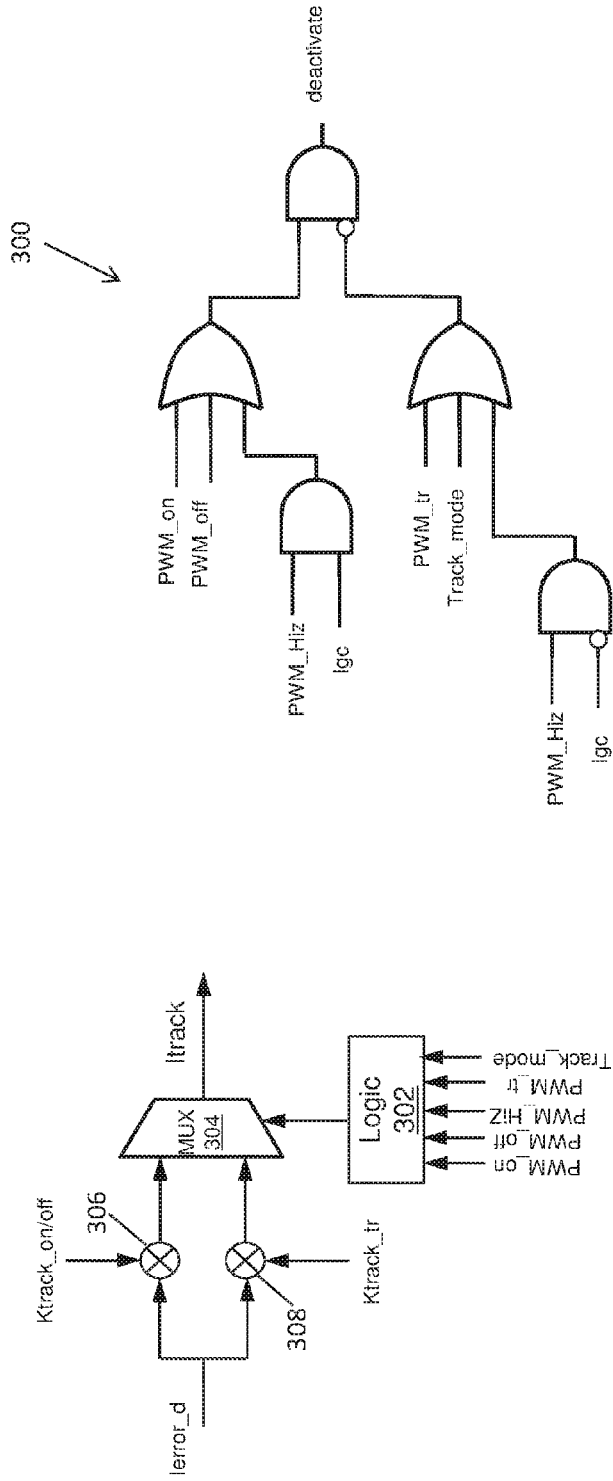 300
Ktrack_on/off
306
Ierror_d
308
Ktrack_tr
MUX
304
Itrack
Logic
302
PWM_on
PWM_off
PWM_HiZ
PWM_tr
Track_mode
PWM_on
PWM_off
PWM_Hiz
Igc
deactivate
PWM_tr
Track_mode
PWM_Hiz
Igc